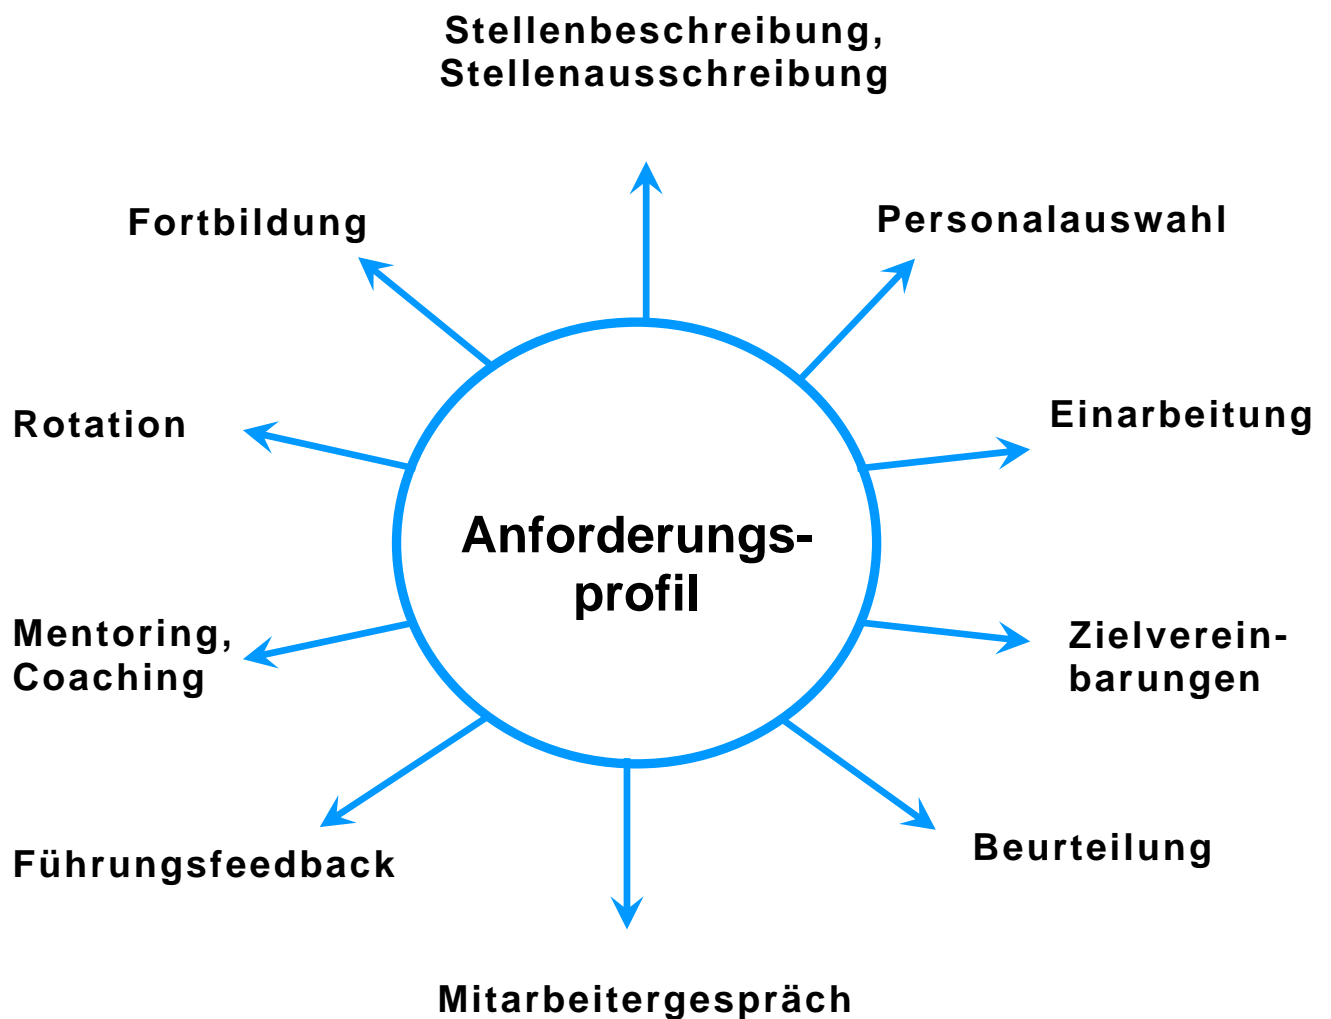 Stellenbeschreibung,
Stellenausschreibung
Fortbildung
Personalauswahl
Rotation
Einarbeitung
Anforderungs-
profil
Mentoring,
Coaching
Zielverein-
barungen
Führungsfeedback
Beurteilung
Mitarbeitergespräch